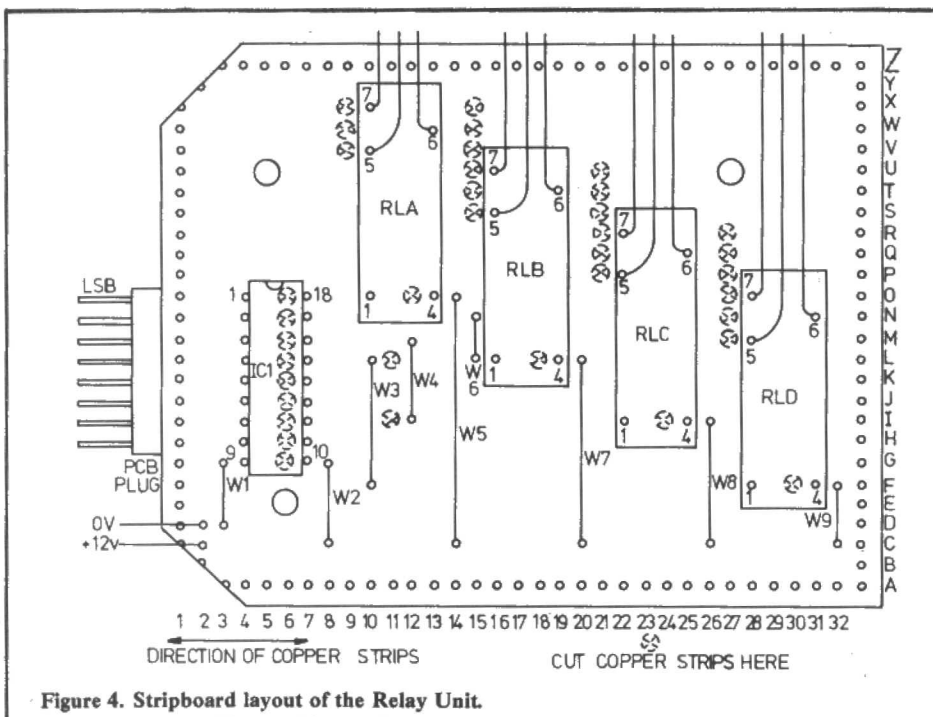 Z
Y
X
W
V
U
T
S
R
Q
P
O
N
M
L
K
J
I
H
G
F
E
D
C
B
A
7
6
5
RLA
1
4
7
6
5
RLB
1
4
7
6
5
RLC
1
4
7
6
5
RLD
1
4
LSB
1
18
IC1
9
10
PCB
PLUG
0V
+12V
W1
W2
W3
W4
W5
W6
W7
W8
W9
1 2 3 4 5 6 7 8 9 10 11 12 13 14 15 16 17 18 19 20 21 22 23 24 25 26 27 28 29 30 31 32
DIRECTION OF COPPER STRIPS
CUT COPPER STRIPS HERE
Figure 4. Stripboard layout of the Relay Unit.